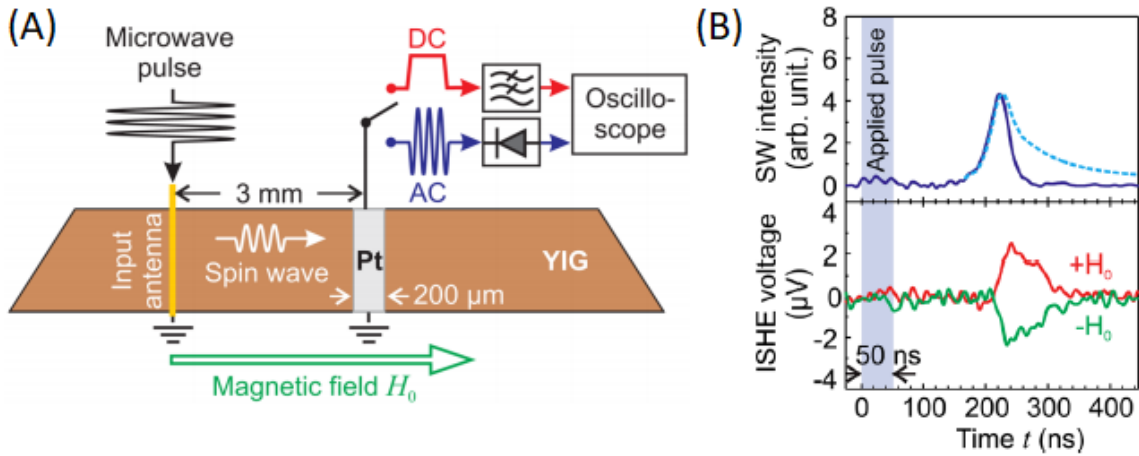 (A)
Microwave
pulse
DC
AC
Oscillo-
scope
3 mm
Input
antenna
Spin wave
Pt
YIG
200 μm
Magnetic field H₀
(B)
SW intensity
(arb. unit.)
8
6
4
2
0
Applied pulse
ISHE voltage
(μV)
4
2
0
-2
-4
+H₀
-H₀
50 ns
0 100 200 300 400
Time t (ns)